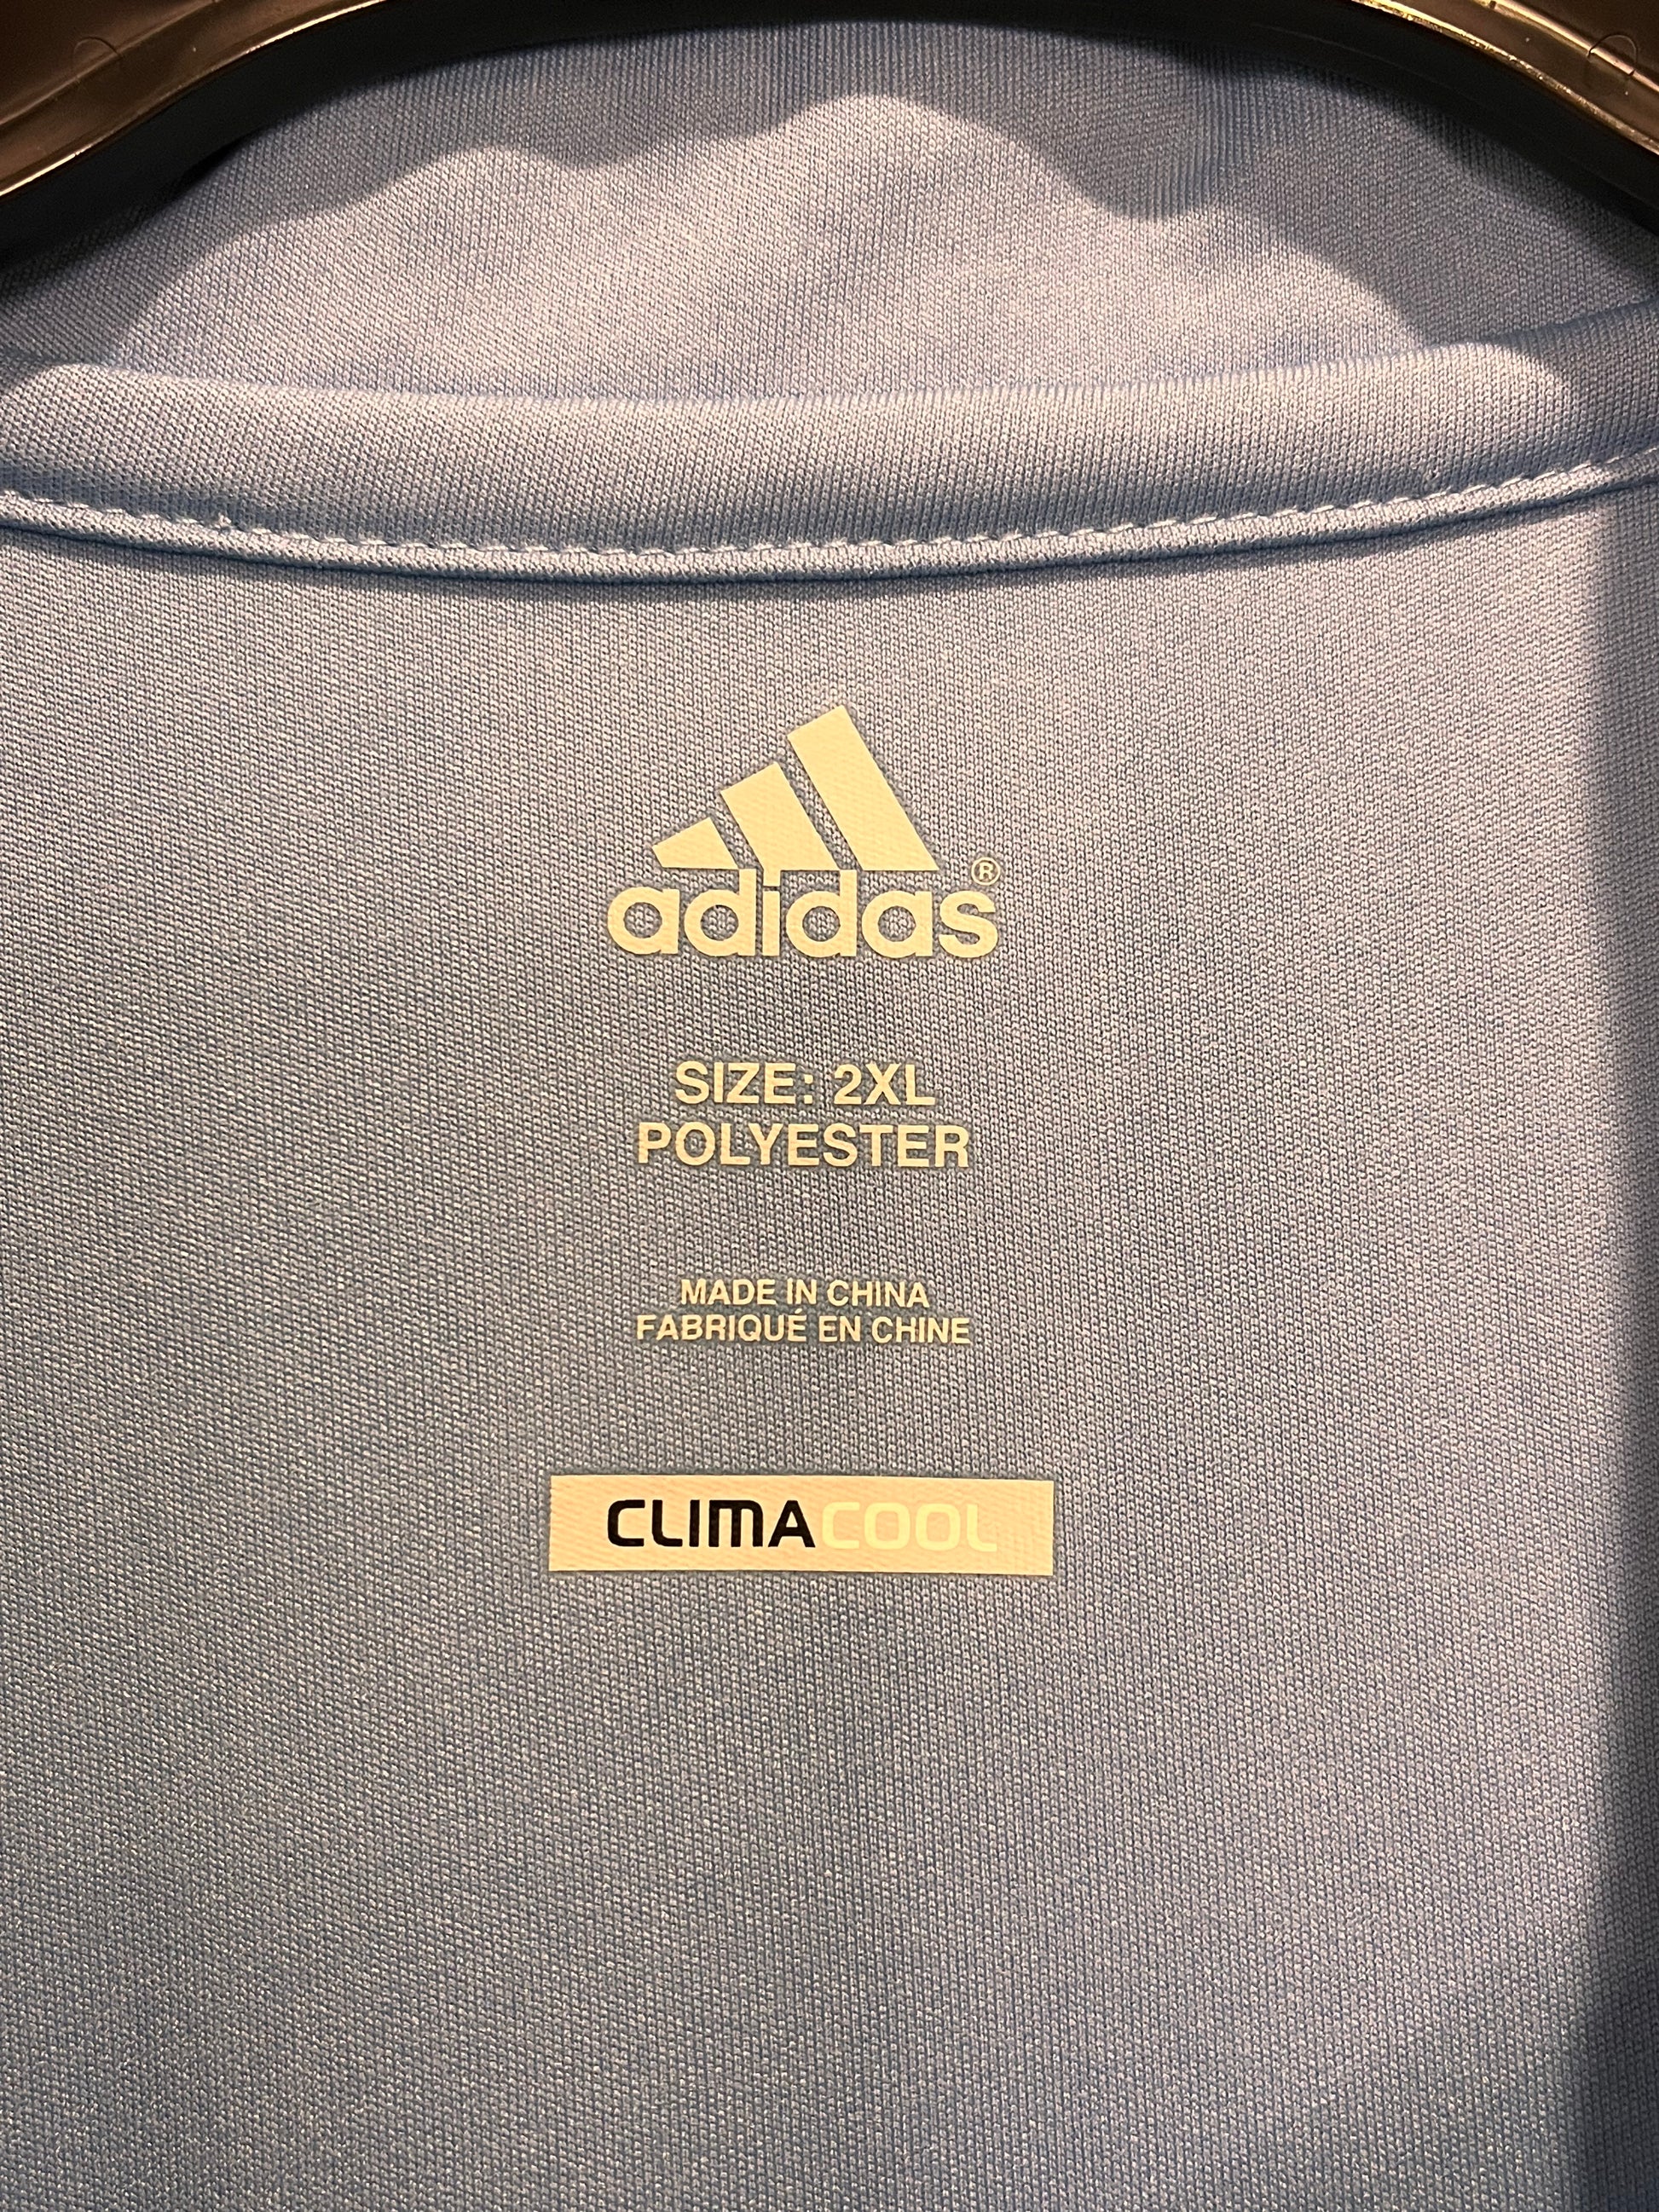 adidas®
SIZE: 2XL
POLYESTER
MADE IN CHINA
FABRIQUÉ EN CHINE
CLIMACOOL